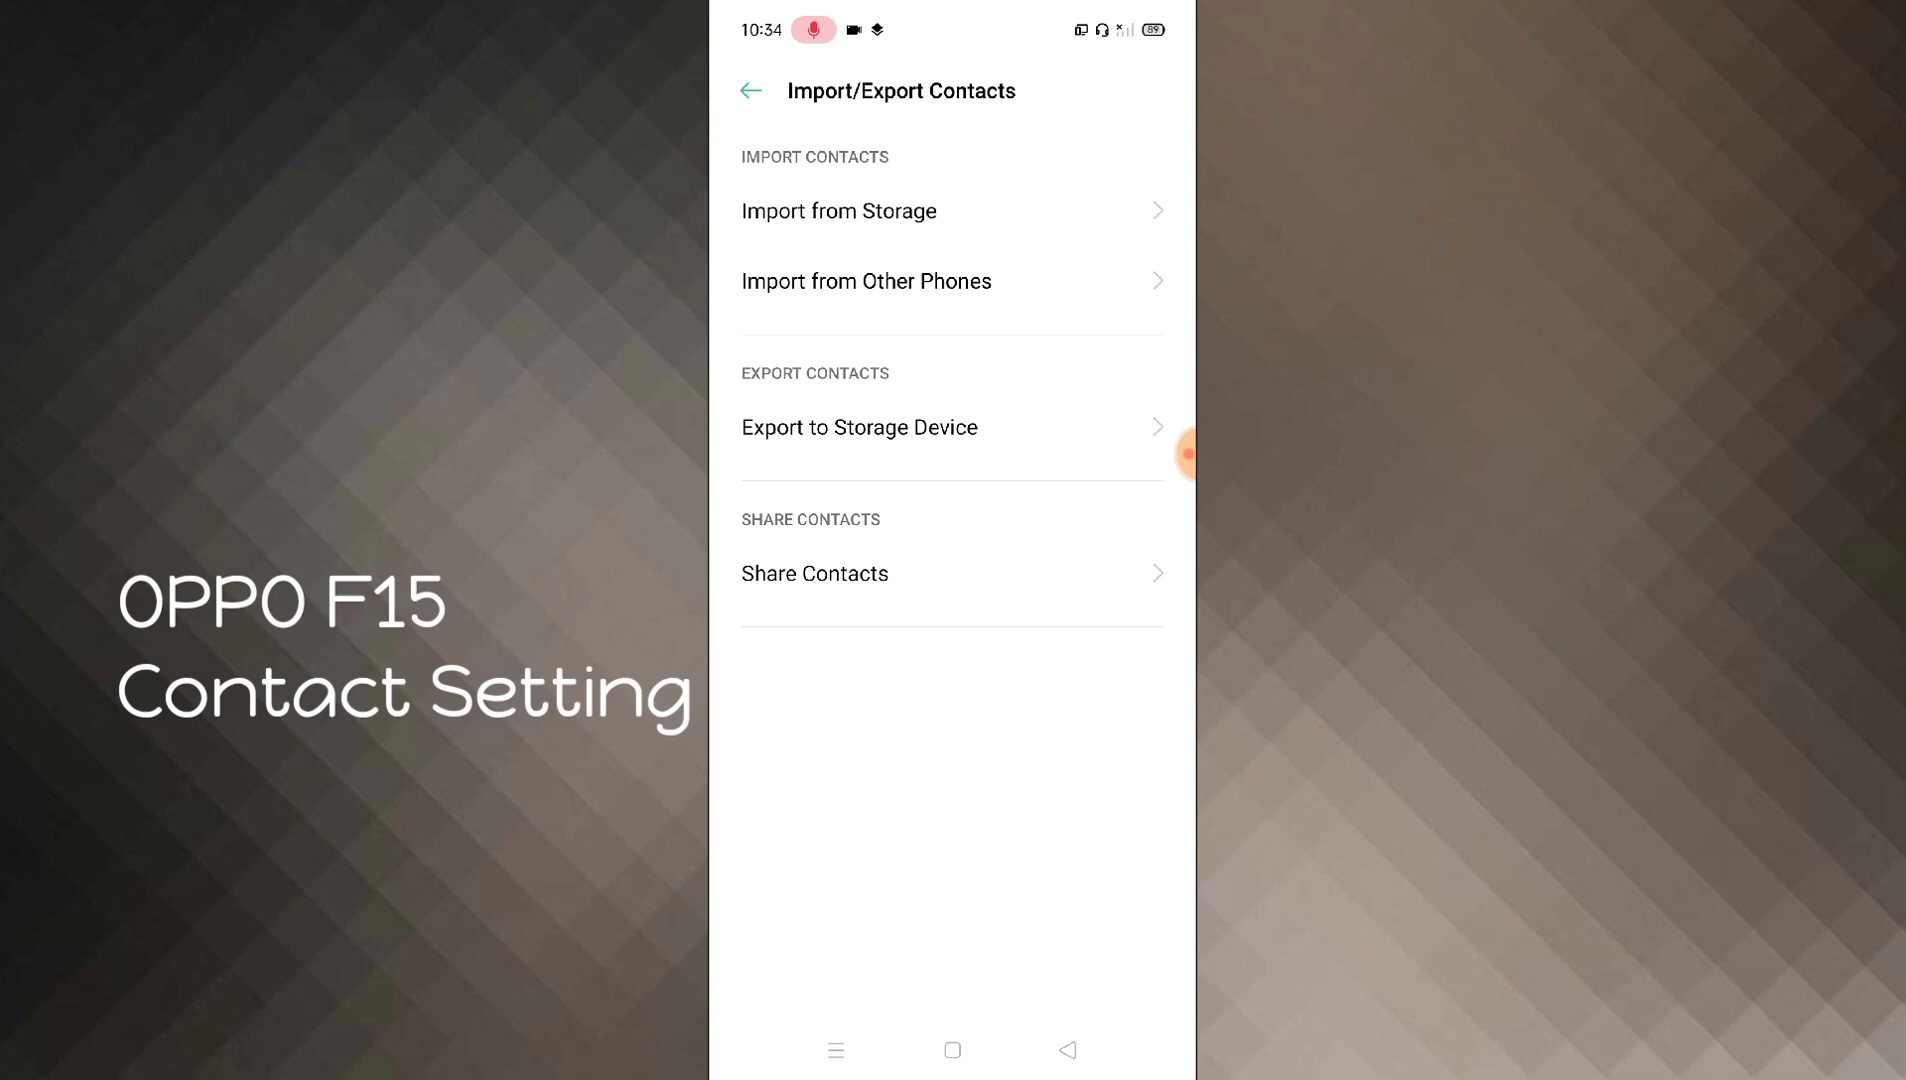 10:34
89
Import/Export Contacts
IMPORT CONTACTS
Import from Storage
Import from Other Phones
EXPORT CONTACTS
Export to Storage Device
SHARE CONTACTS
Share Contacts
OPPO F15
Contact Setting